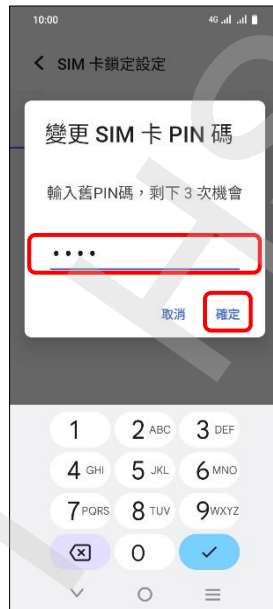 10:00 4G
SIM 卡鎖定設定
變更 SIM 卡 PIN 碼
輸入舊PIN碼，剩下 3 次機會
••••
取消 確定
1 2 ABC 3 DEF
4 GHI 5 JKL 6 MNO
7 PQRS 8 TUV 9 WXYZ
0